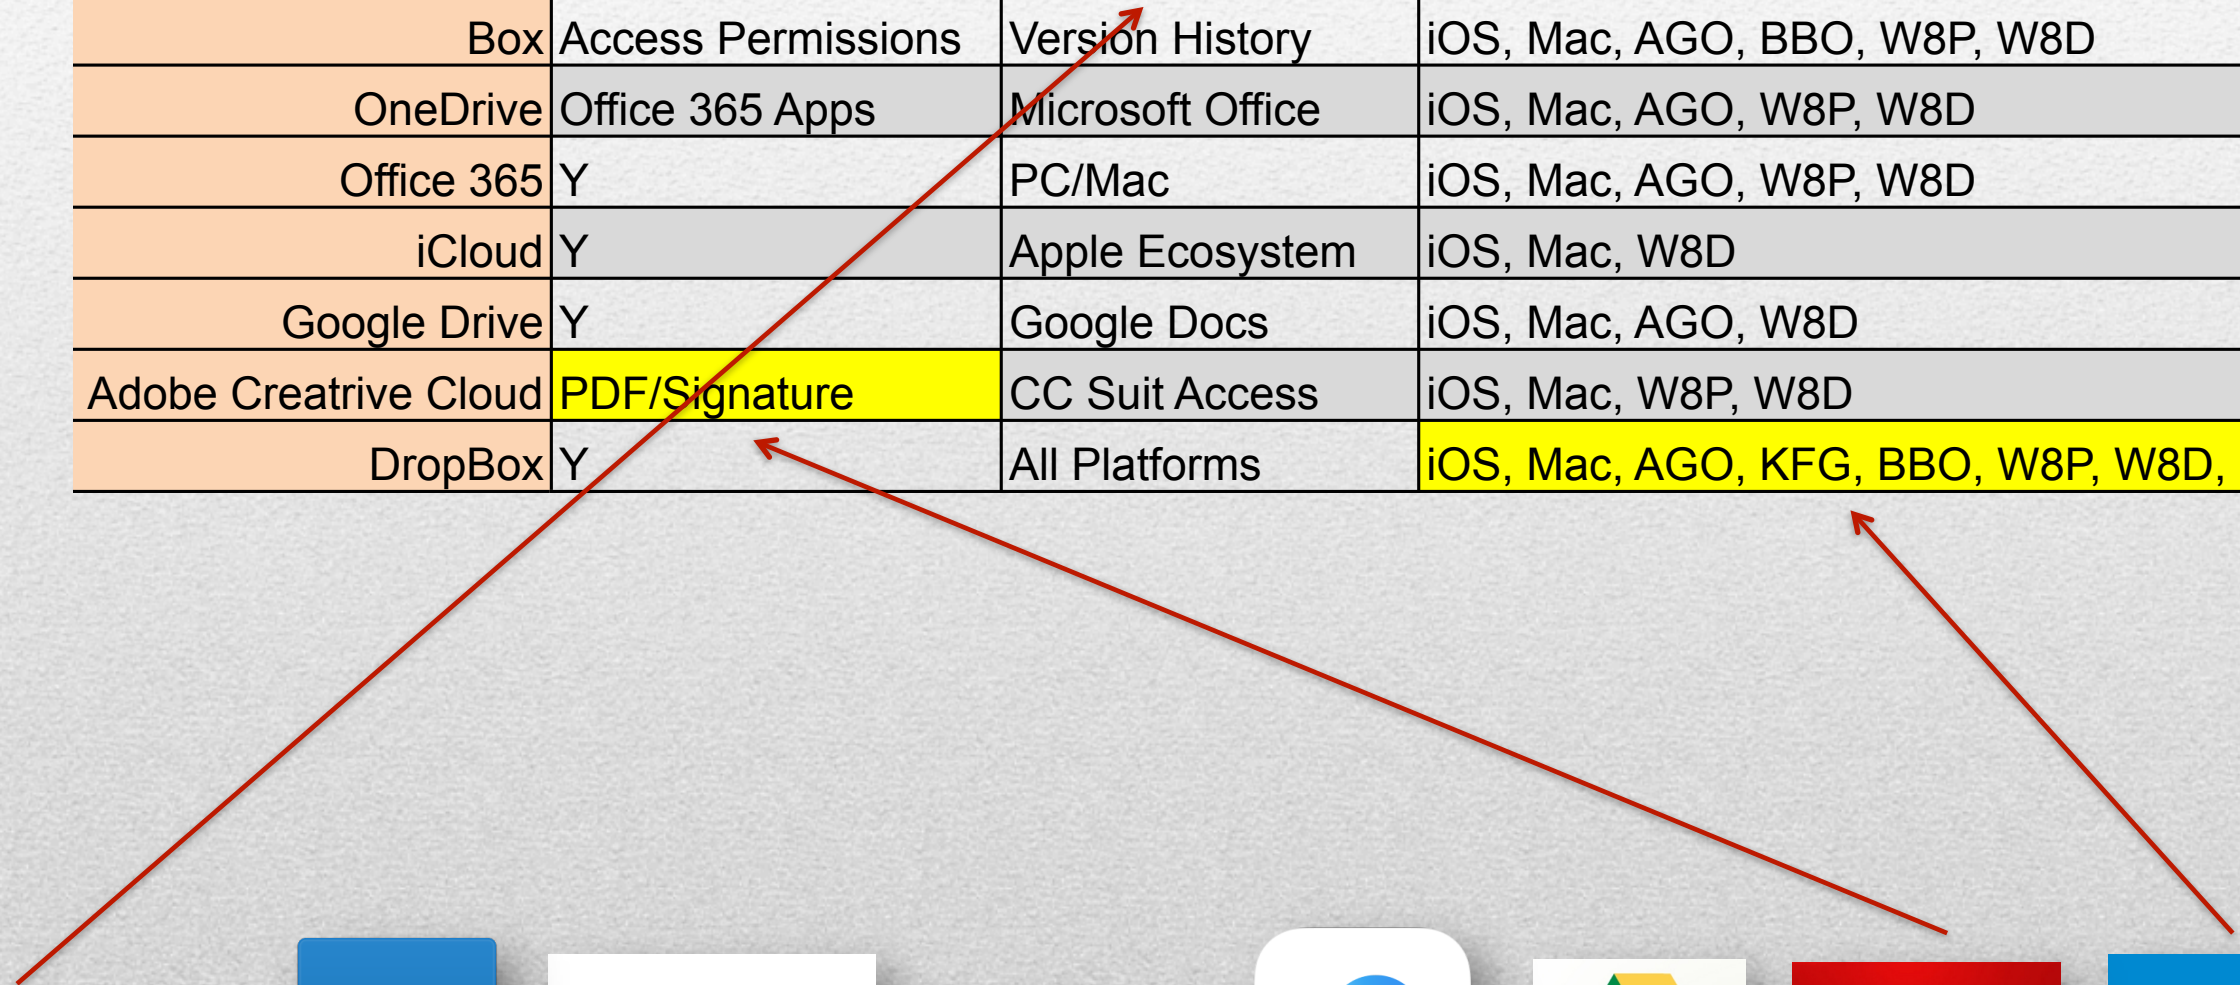 Box Access Permissions Version History iOS, Mac, AGO, BBO, W8P, W8D
OneDrive Office 365 Apps Microsoft Office iOS, Mac, AGO, W8P, W8D
Office 365 Y PC/Mac iOS, Mac, AGO, W8P, W8D
iCloud Y Apple Ecosystem iOS, Mac, W8D
Google Drive Y Google Docs iOS, Mac, AGO, W8D
Adobe Creatrive Cloud PDF/Signature CC Suit Access iOS, Mac, W8P, W8D
DropBox Y All Platforms iOS, Mac, AGO, KFG, BBO, W8P, W8D,